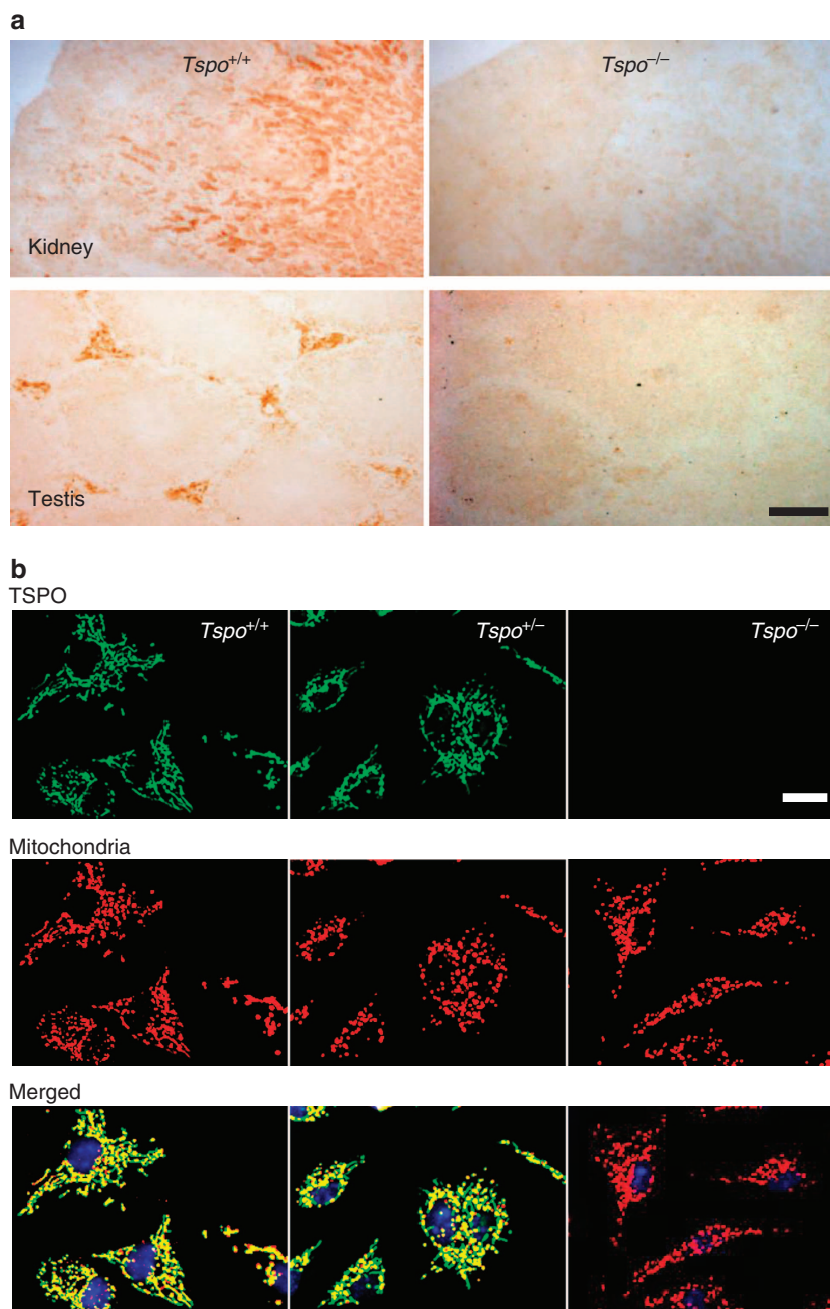 a
Tspo+/+
Tspo−/−
Kidney
Testis
b
TSPO
Tspo+/+
Tspo+/−
Tspo−/−
Mitochondria
Merged